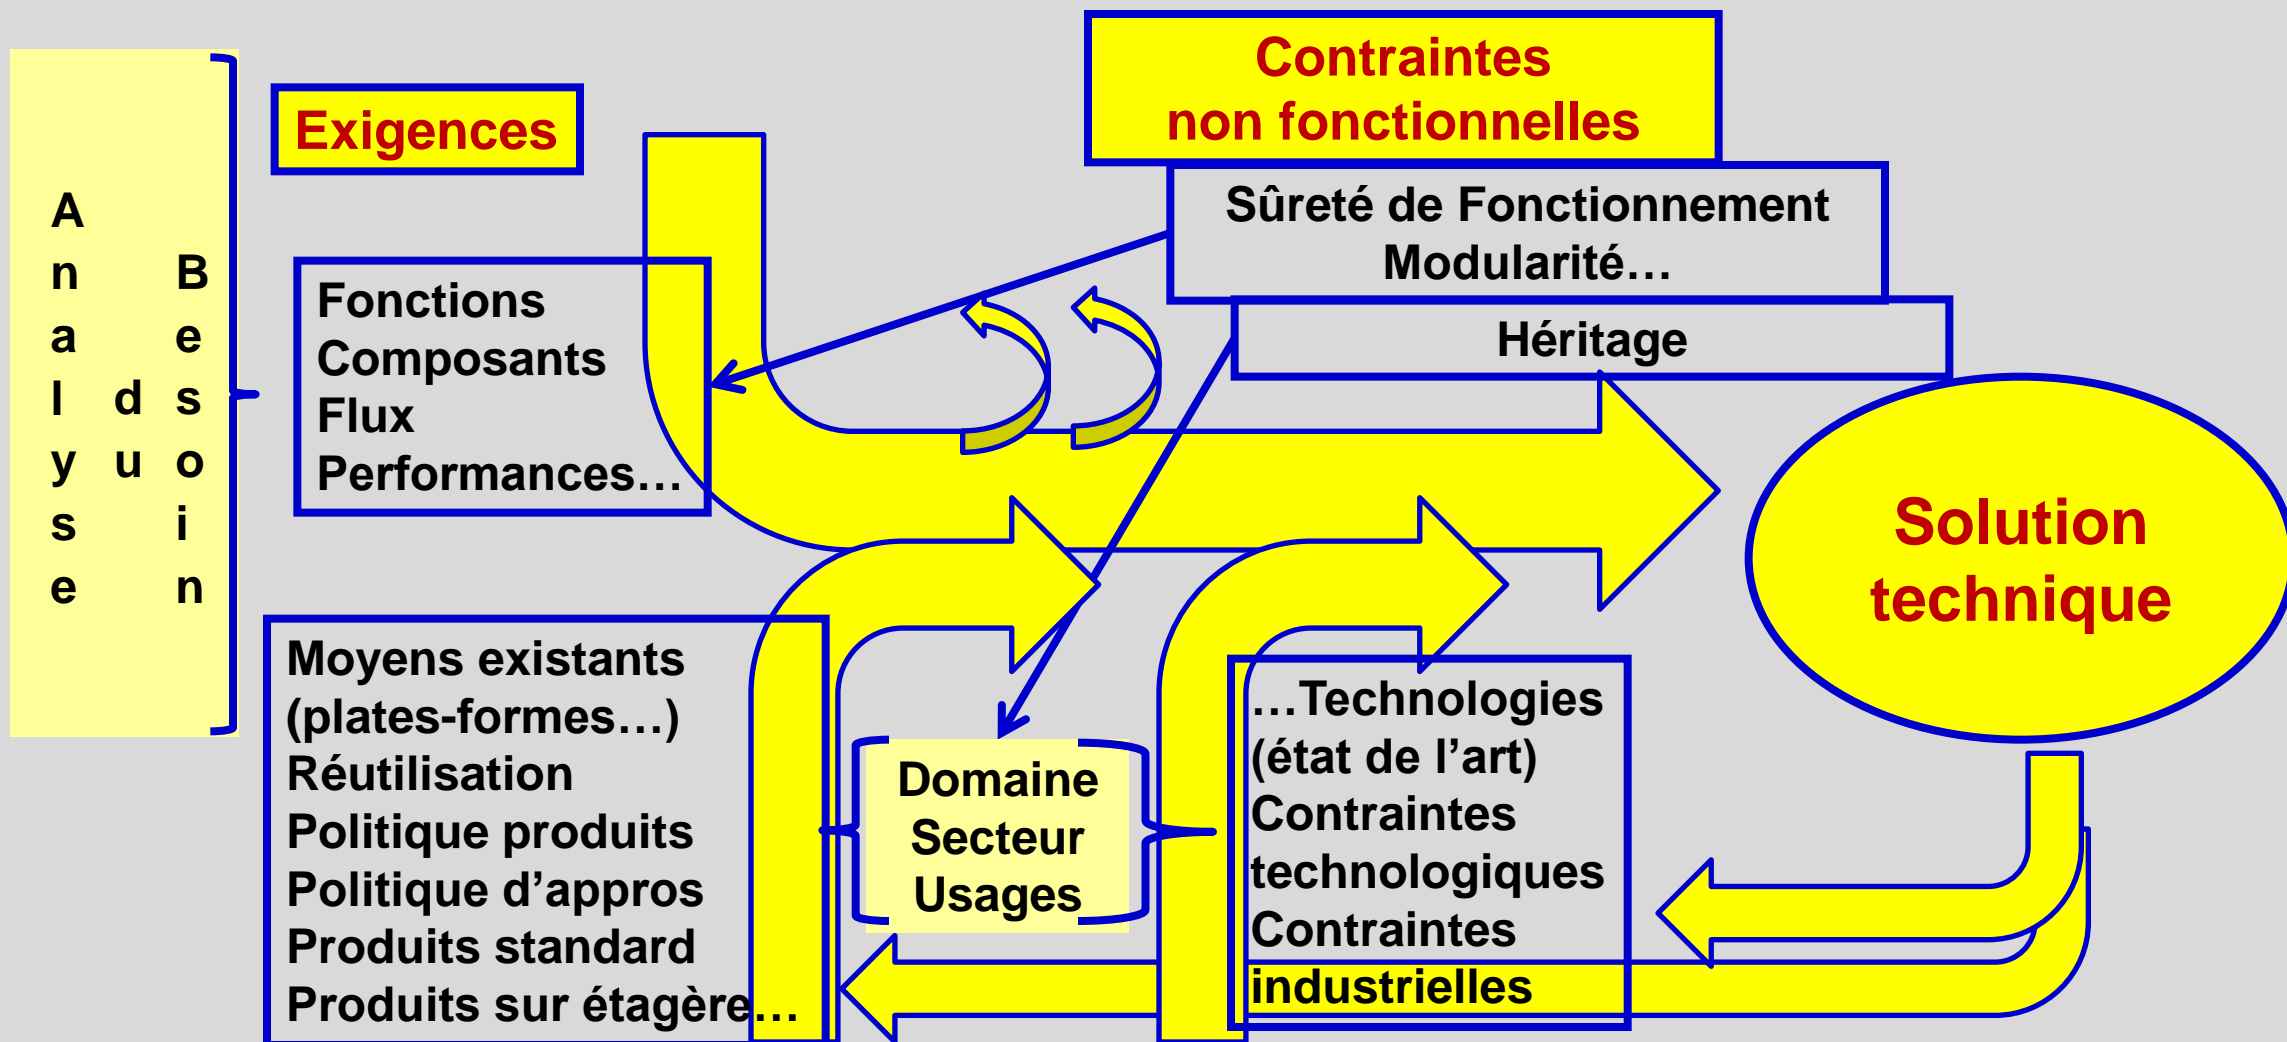 Analyse
du
Besoin
Exigences
Fonctions
Composants
Flux
Performances…
Contraintes
non fonctionnelles
Sûreté de Fonctionnement
Modularité…
Héritage
Solution
technique
Moyens existants
(plates-formes…)
Réutilisation
Politique produits
Politique d’appros
Produits standard
Produits sur étagère…
Domaine
Secteur
Usages
…Technologies
(état de l’art)
Contraintes
technologiques
Contraintes
industrielles